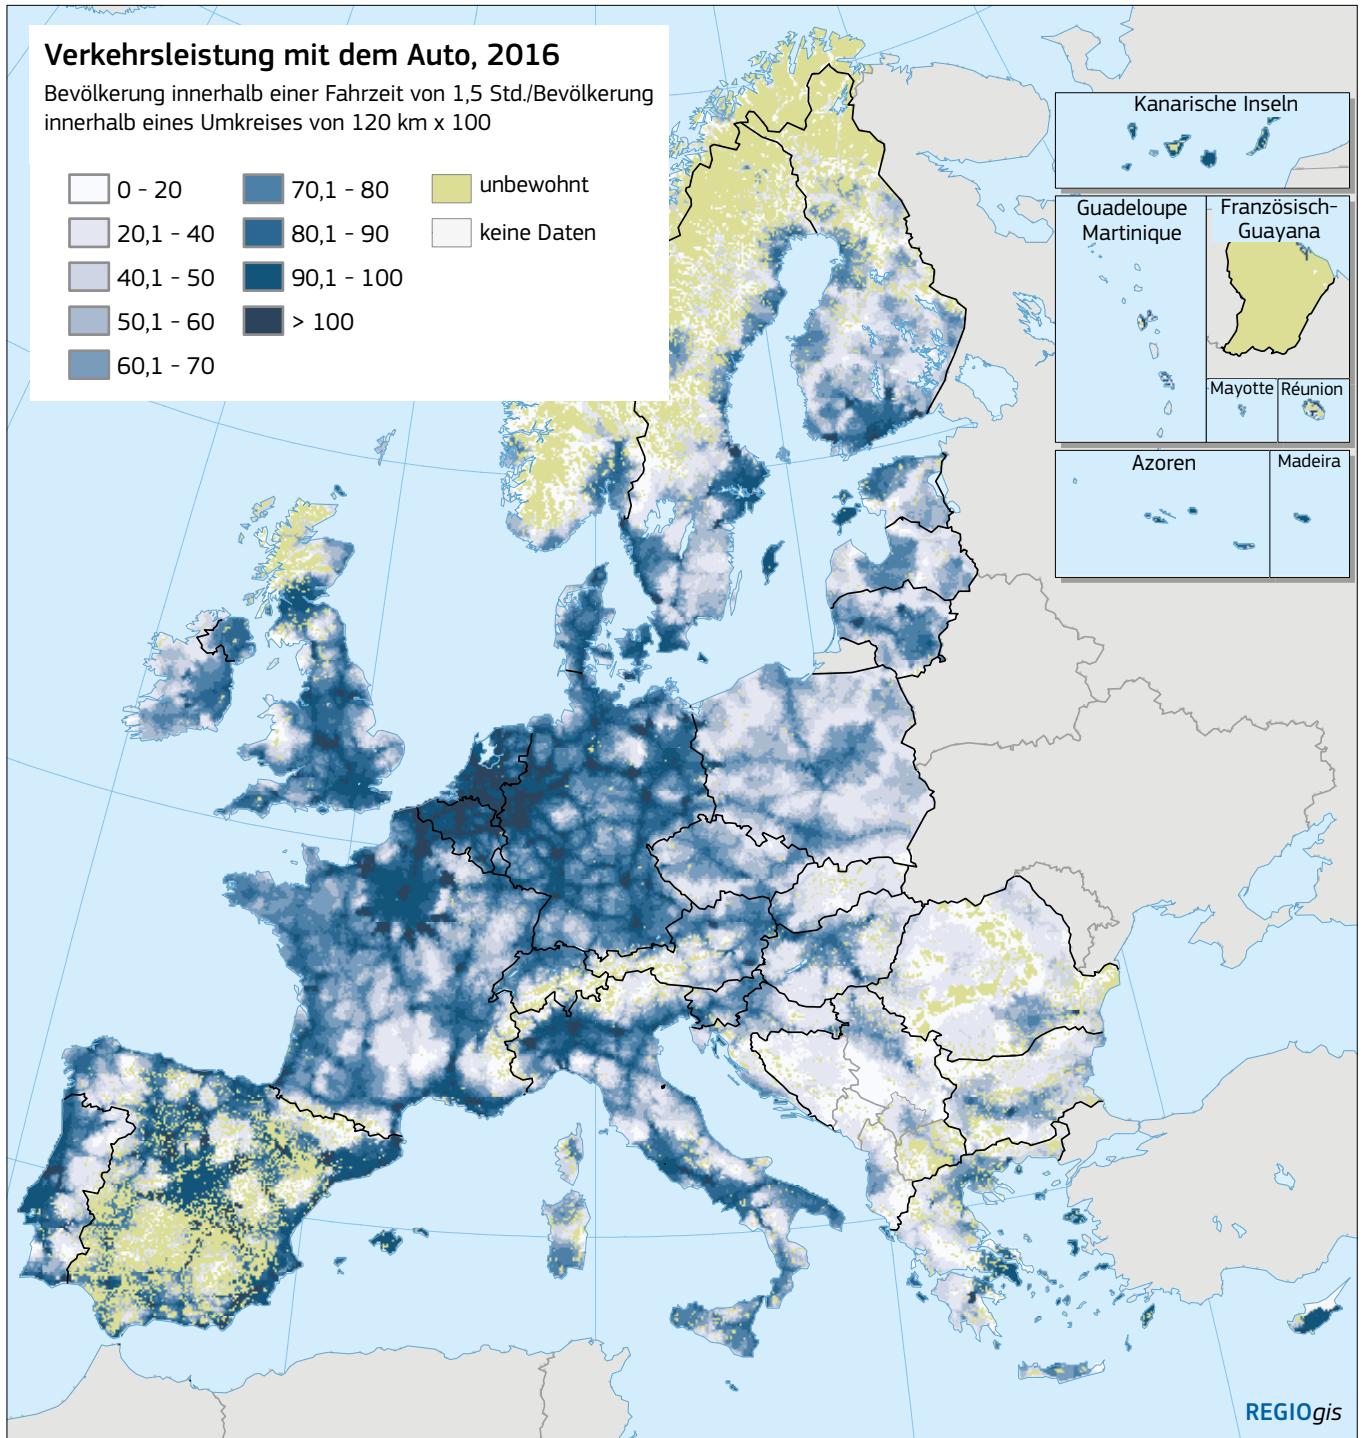 Verkehrsleistung mit dem Auto, 2016
Bevölkerung innerhalb einer Fahrzeit von 1,5 Std./Bevölkerung
innerhalb eines Umkreises von 120 km x 100
0 - 20
20,1 - 40
40,1 - 50
50,1 - 60
60,1 - 70
70,1 - 80
80,1 - 90
90,1 - 100
> 100
unbewohnt
keine Daten
Kanarische Inseln
Guadeloupe
Martinique
Französisch-
Guayana
Mayotte
Réunion
Azoren
Madeira
REGIOgis